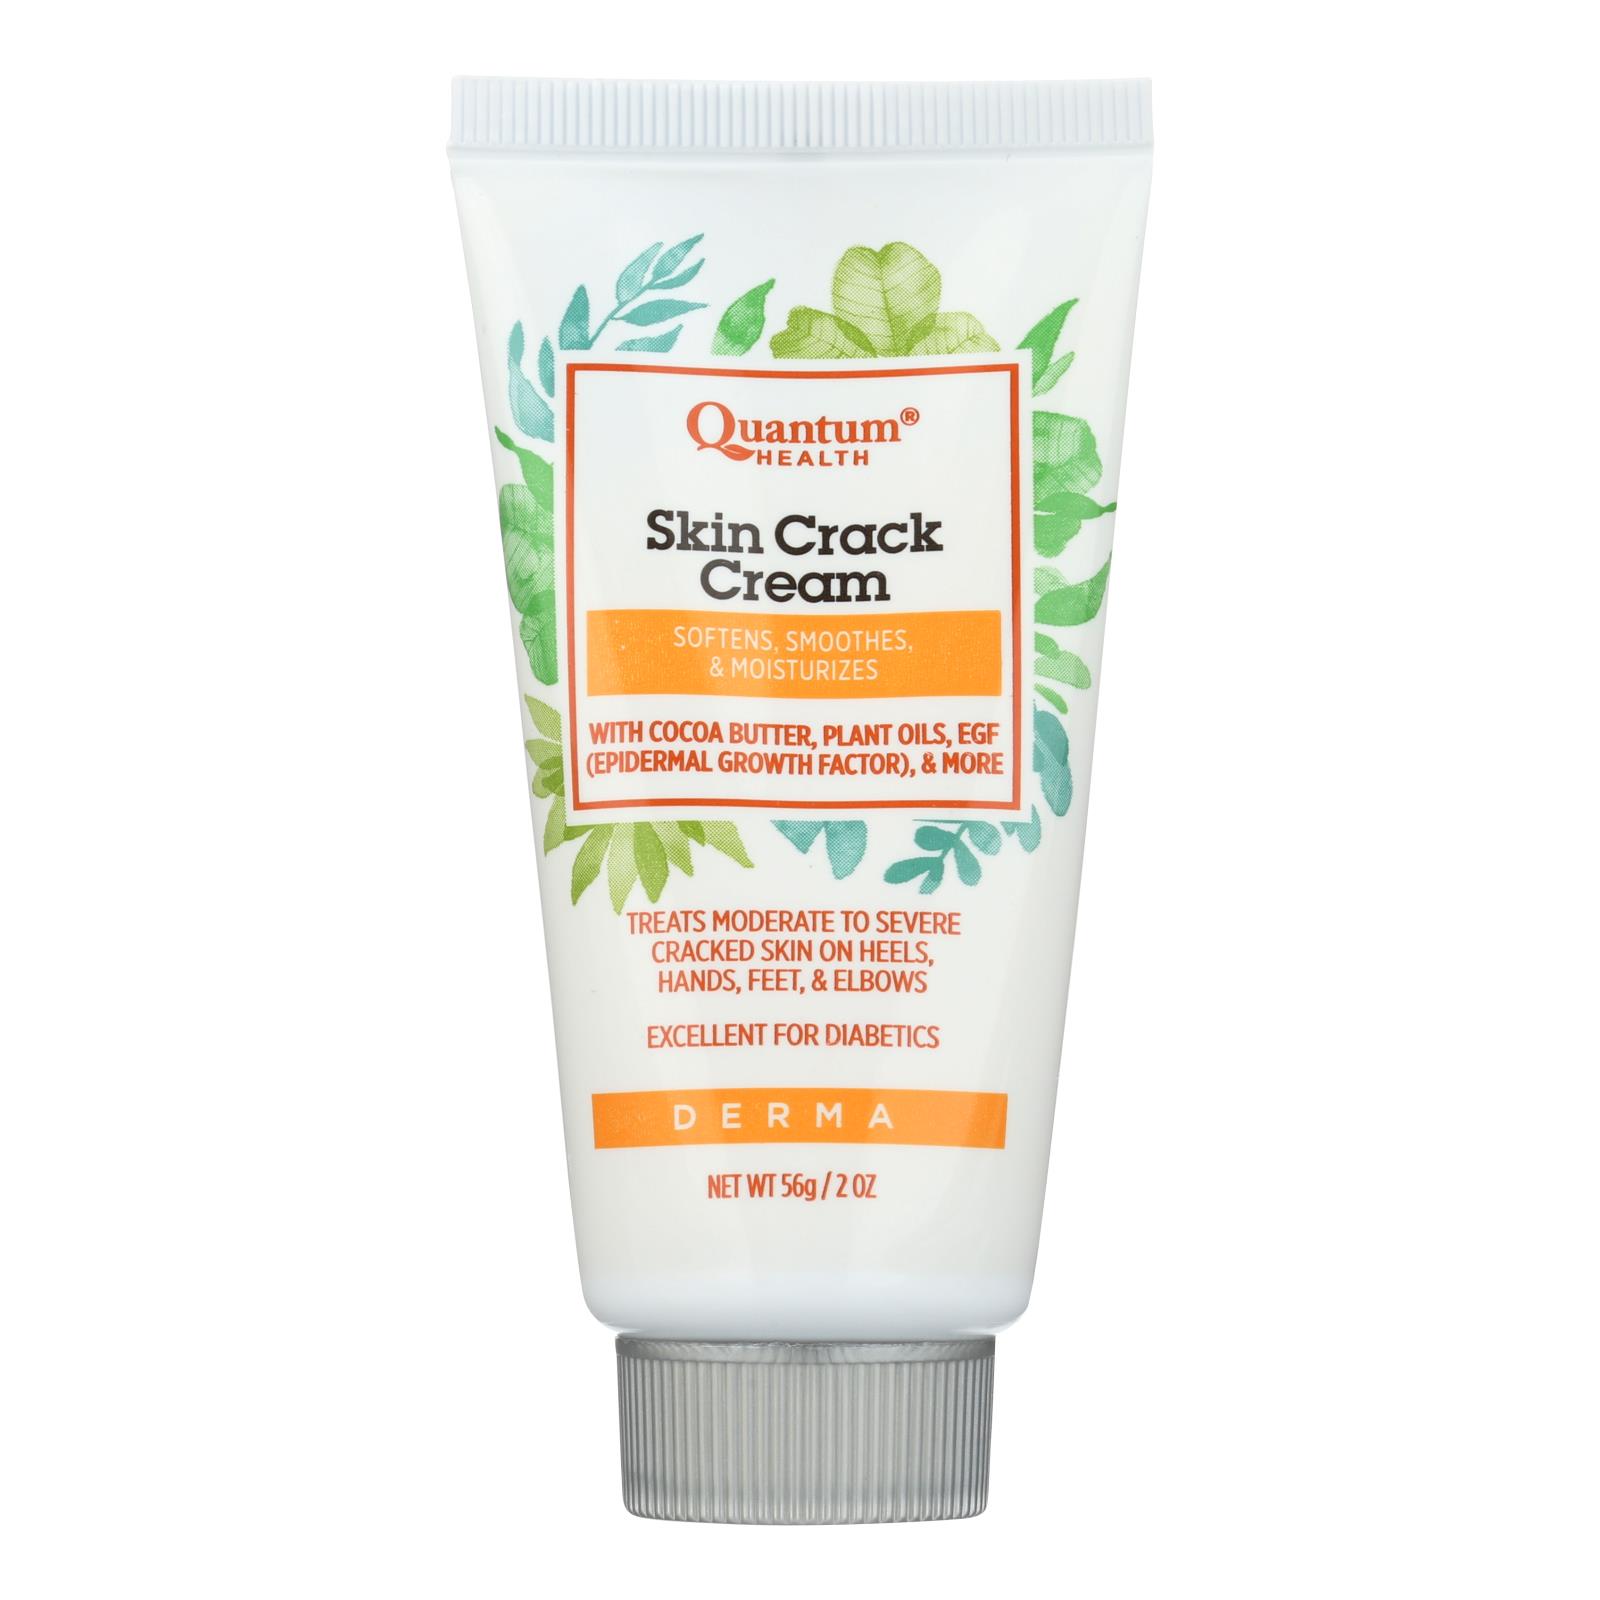 Quantum®
HEALTH
Skin Crack
Cream
SOFTENS, SMOOTHES,
& MOISTURIZES
WITH COCOA BUTTER, PLANT OILS, EGF
(EPIDERMAL GROWTH FACTOR), & MORE
TREATS MODERATE TO SEVERE
CRACKED SKIN ON HEELS,
HANDS, FEET, & ELBOWS
EXCELLENT FOR DIABETICS
DERMA
NET WT 56g / 2 OZ